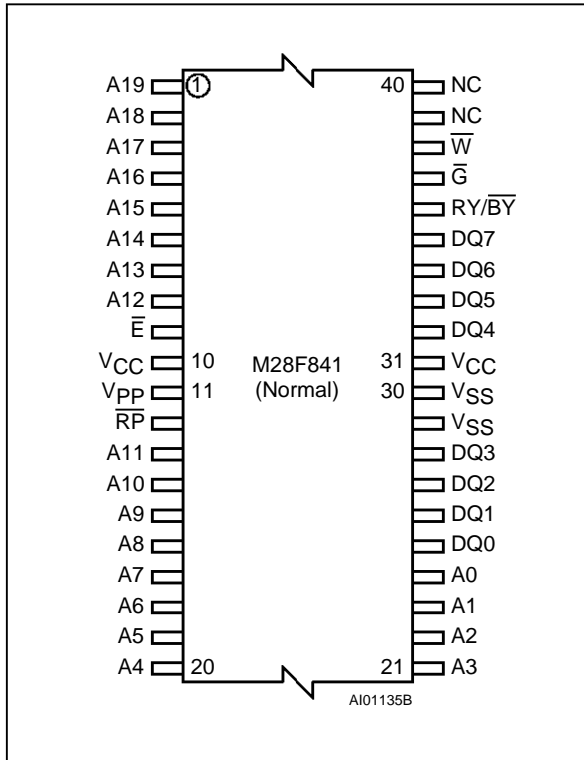 A19 1 40 NC
A18 NC
A17 W̅
A16 G̅
A15 RY/B̅Y̅
A14 DQ7
A13 DQ6
A12 DQ5
E̅ DQ4
VCC 10 M28F841 31 VCC
VPP 11 (Normal) 30 VSS
R̅P̅ VSS
A11 DQ3
A10 DQ2
A9 DQ1
A8 DQ0
A7 A0
A6 A1
A5 A2
A4 20 21 A3
AI01135B